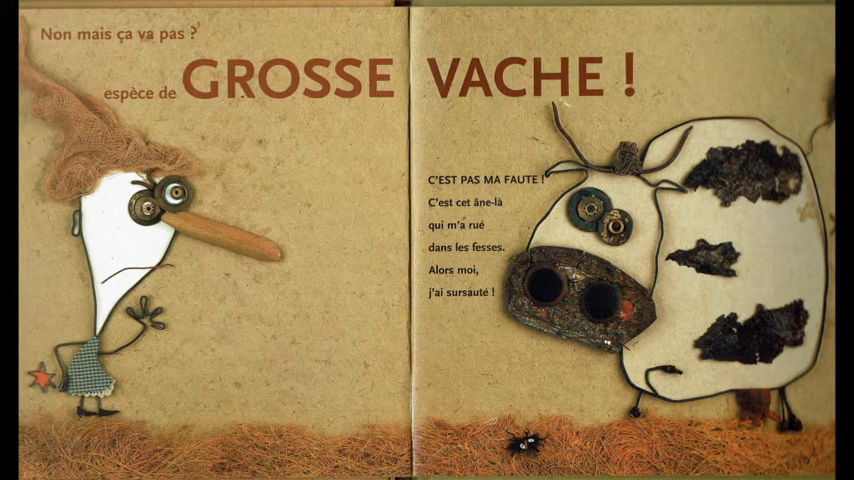 Non mais ça va pas ?
espèce de GROSSE VACHE !
C'EST PAS MA FAUTE !
C'est cet âne-là
qui m'a rué
dans les fesses.
Alors moi,
j'ai sursauté !